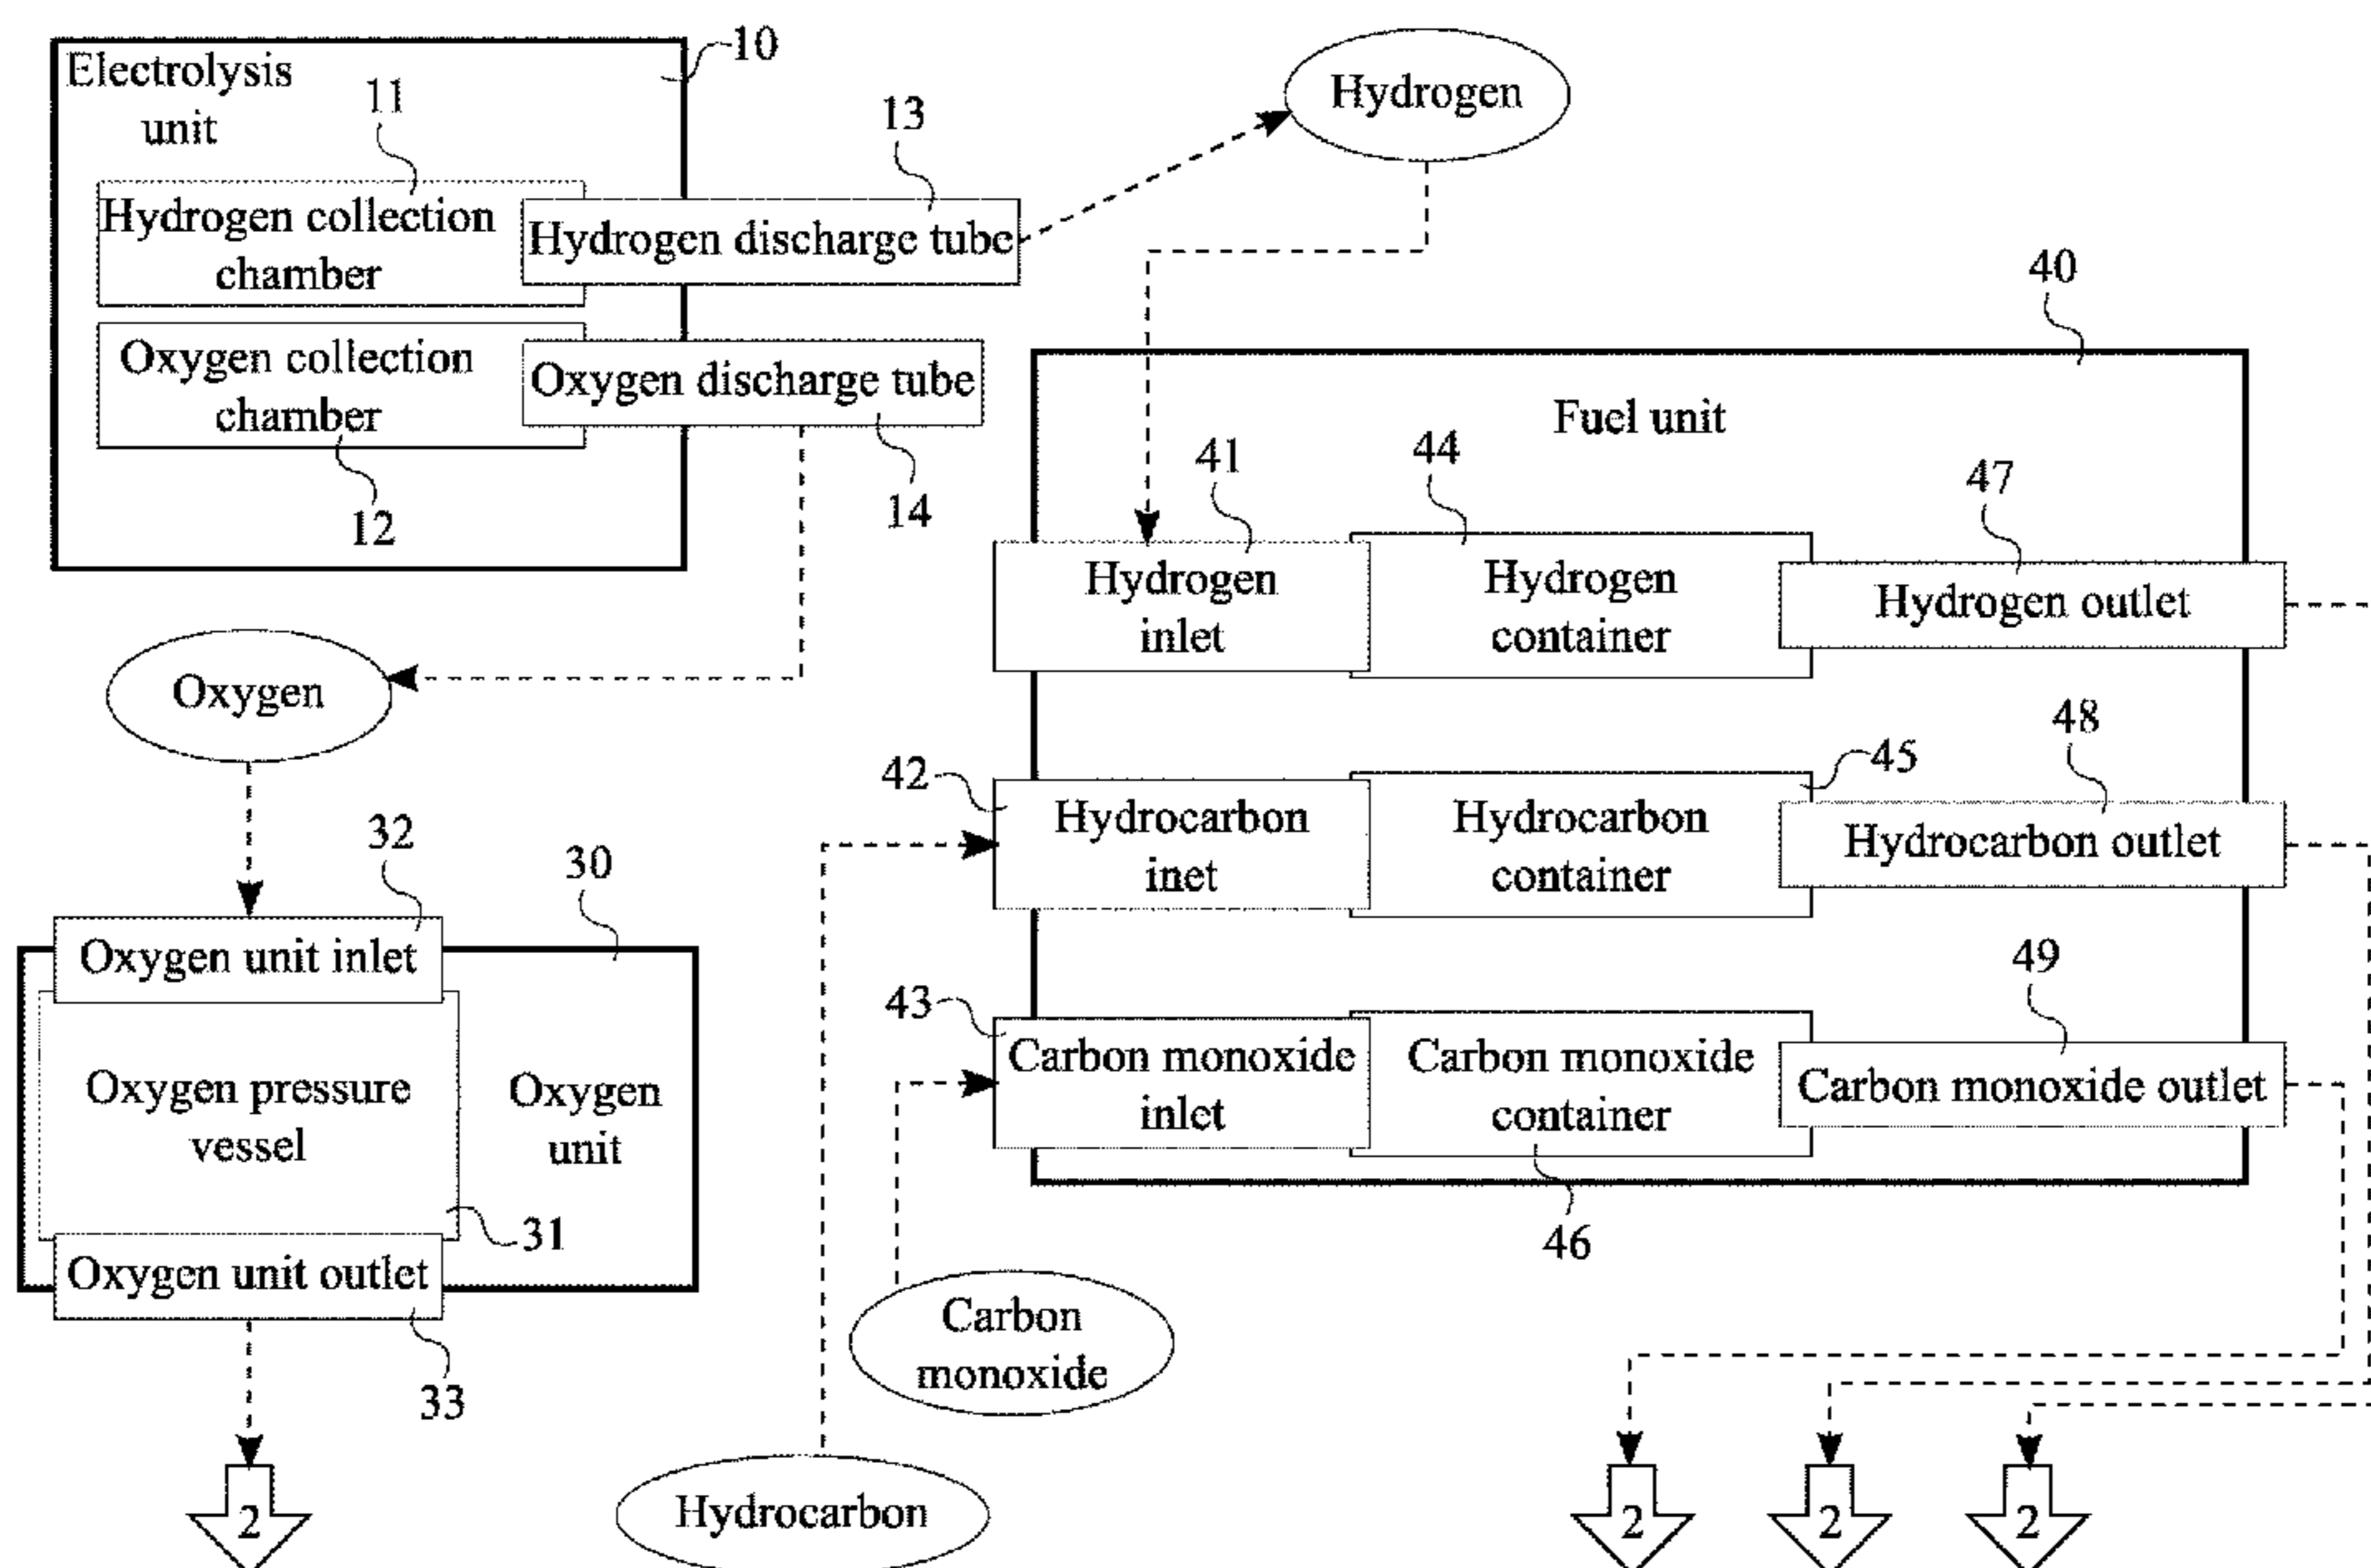 Electrolysis
unit
10
11
13
Hydrogen
Hydrogen collection
chamber
Hydrogen discharge tube
Oxygen collection
chamber
Oxygen discharge tube
12
14
40
Fuel unit
41
44
47
Hydrogen
inlet
Hydrogen
container
Hydrogen outlet
Oxygen
42
45
48
Hydrocarbon
inet
Hydrocarbon
container
Hydrocarbon outlet
32
30
Oxygen unit inlet
Oxygen pressure
vessel
Oxygen
unit
31
Oxygen unit outlet
33
43
49
Carbon monoxide
inlet
Carbon monoxide
container
Carbon monoxide outlet
46
Carbon
monoxide
Hydrocarbon
2
2
2
2